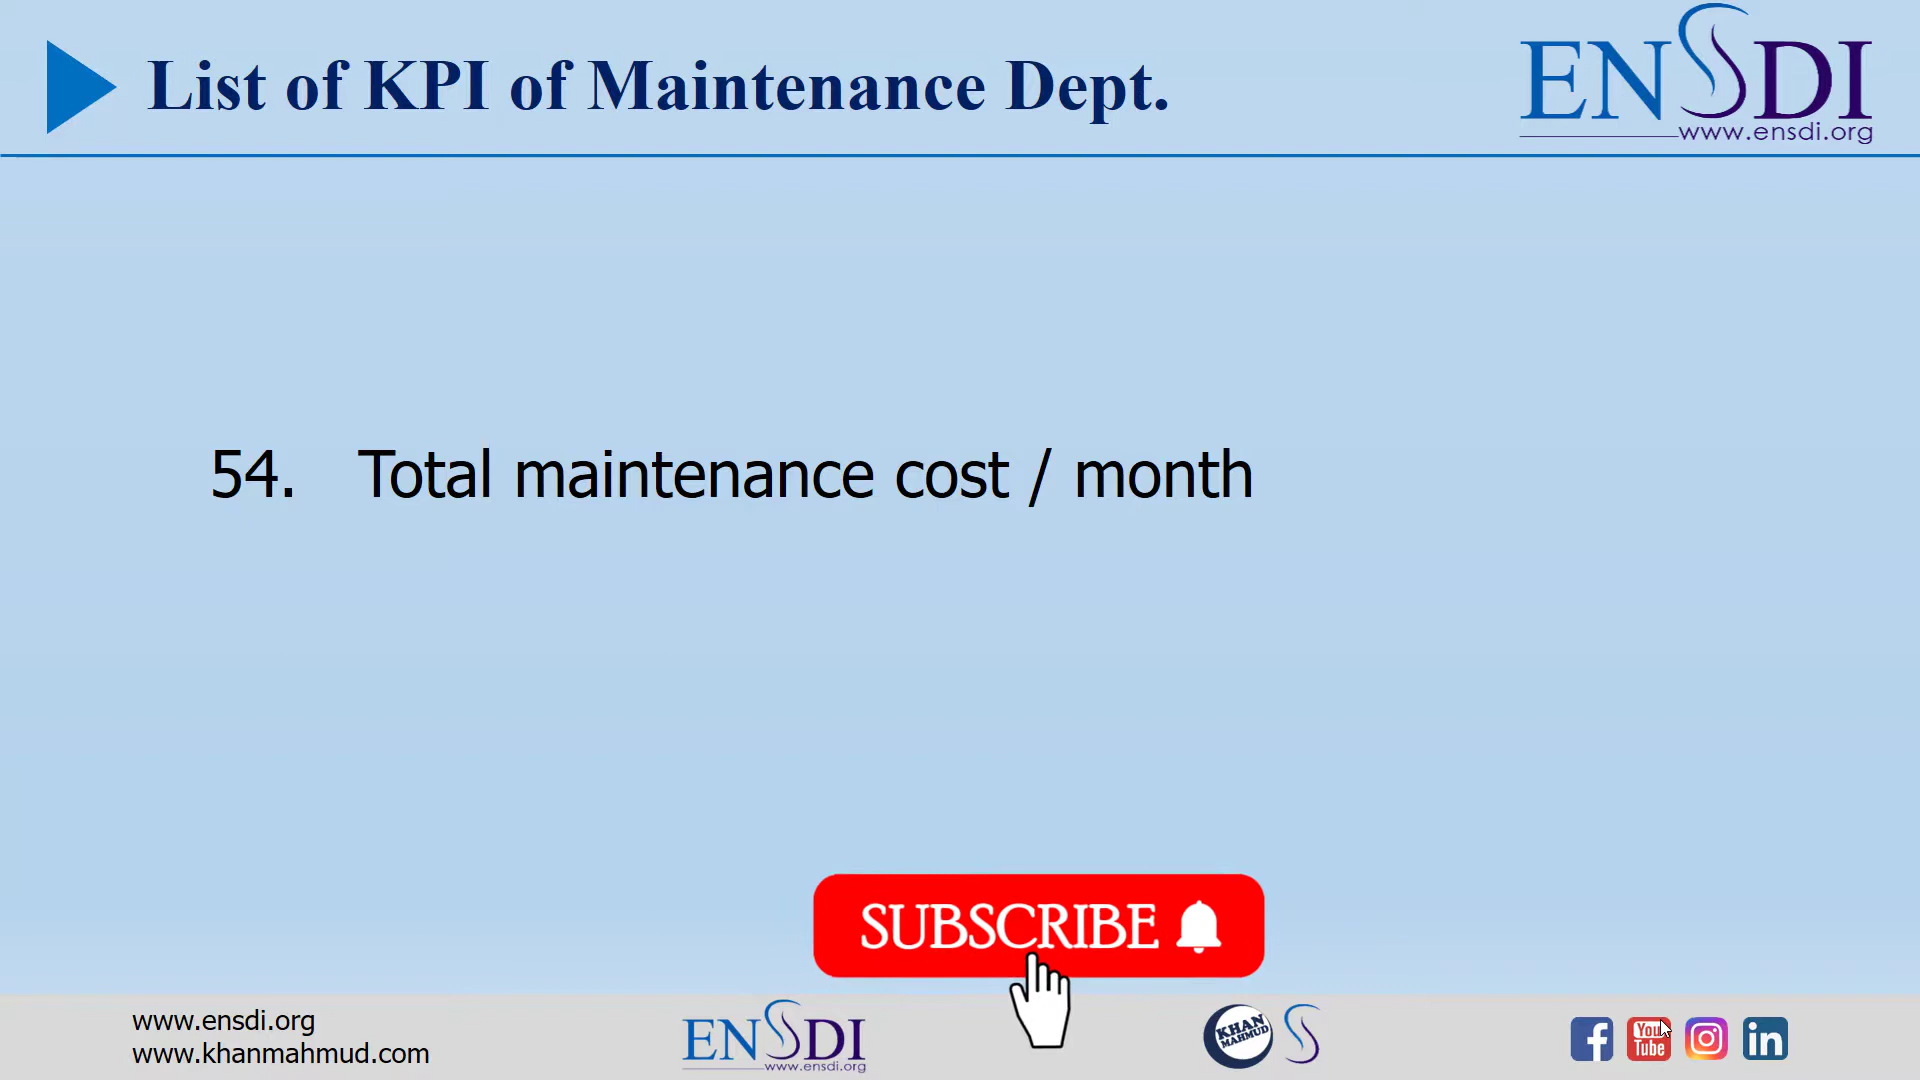 List of KPI of Maintenance Dept.
ENSDI
www.ensdi.org
54. Total maintenance cost / month
SUBSCRIBE
www.ensdi.org
www.khanmahmud.com
ENSDI
www.ensdi.org
KHAN
MAHMUD
You
Tube
in